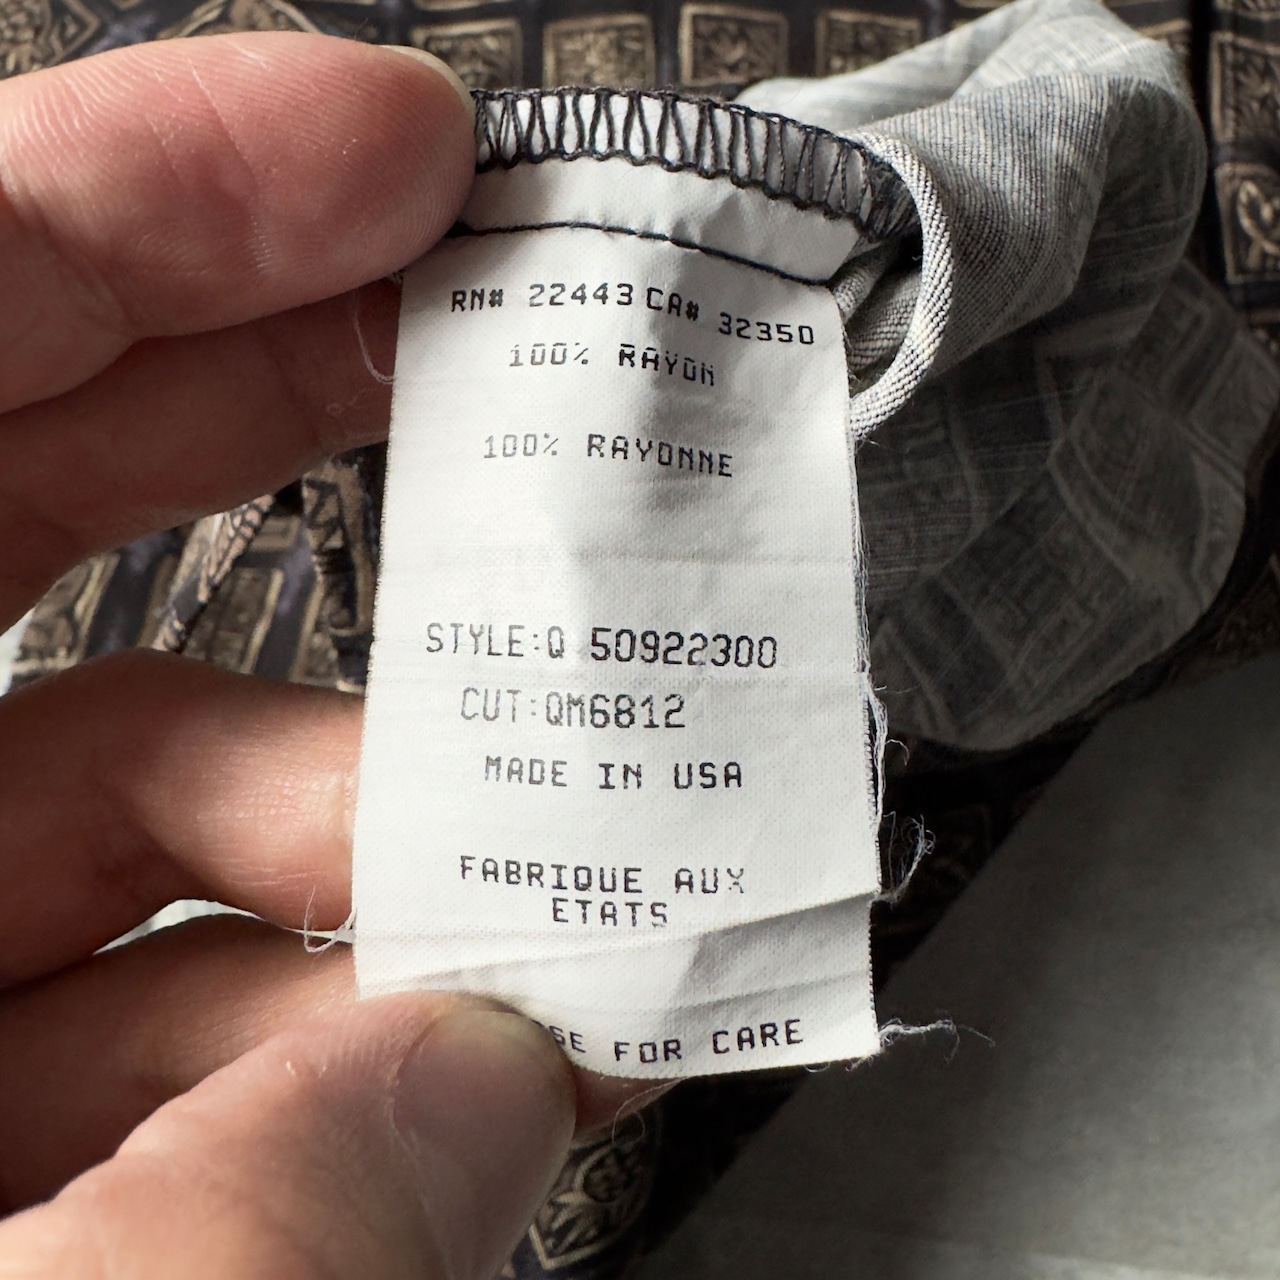 RN# 22443 CA# 32350
100% RAYON
100% RAYONNE
STYLE:Q 50922300
CUT:QM6812
MADE IN USA
FABRIQUE AUX
ETATS
FOR CARE